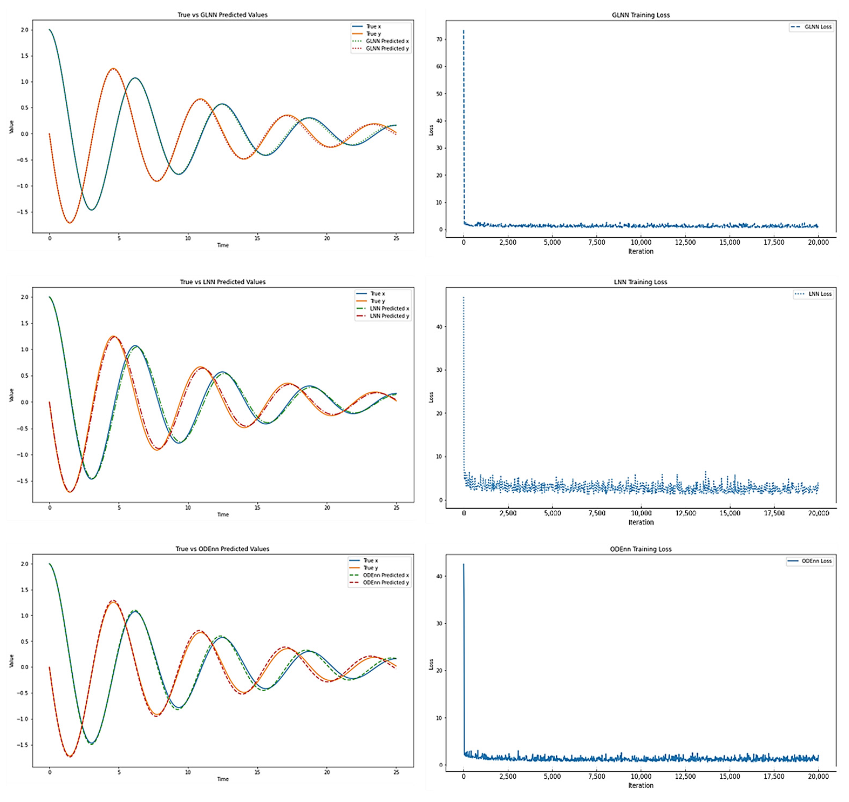 True vs GLNN Predicted Values
True x
True y
GLNN Predicted x
GLNN Predicted y
Value
2.0
1.5
1.0
0.5
0.0
-0.5
-1.0
-1.5
0
5
10
15
20
25
Time
GLNN Training Loss
GLNN Loss
Loss
70
60
50
40
30
20
10
0
0
2,500
5,000
7,500
10,000
12,500
15,000
17,500
20,000
Iteration
True vs LNN Predicted Values
True x
True y
LNN Predicted x
LNN Predicted y
Value
2.0
1.5
1.0
0.5
0.0
-0.5
-1.0
-1.5
0
5
10
15
20
25
Time
LNN Training Loss
LNN Loss
Loss
40
30
20
10
0
0
2,500
5,000
7,500
10,000
12,500
15,000
17,500
20,000
Iteration
True vs ODEnn Predicted Values
True x
True y
ODEnn Predicted x
ODEnn Predicted y
Value
2.0
1.5
1.0
0.5
0.0
-0.5
-1.0
-1.5
0
5
10
15
20
25
Time
ODEnn Training Loss
ODEnn Loss
Loss
40
30
20
10
0
0
2,500
5,000
7,500
10,000
12,500
15,000
17,500
20,000
Iteration